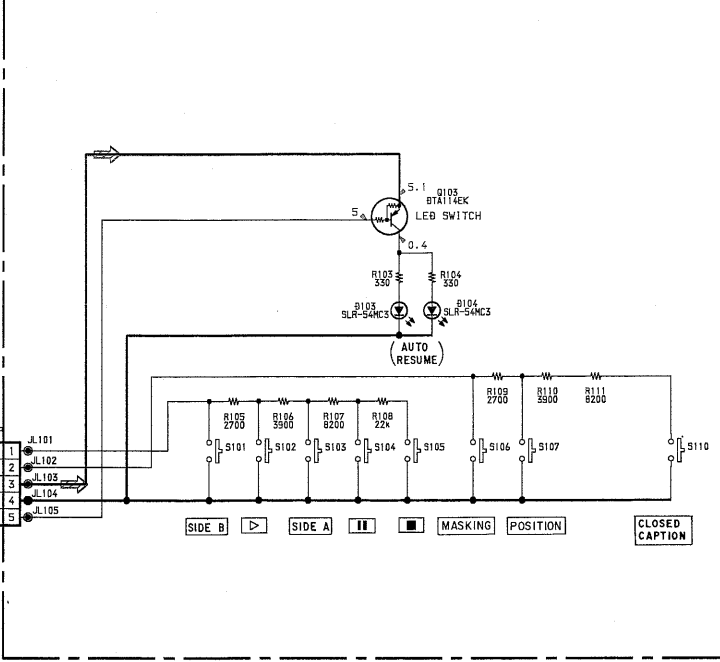 5.1
Q103
DTA114EK
LED SWITCH
5
0.4
R103
330
R104
330
D103
SLR-54MC3
D104
SLR-54MC3
(AUTO
RESUME)
R105
2700
R106
3900
R107
8200
R108
22k
R109
2700
R110
3900
R111
8200
JL101
1
JL102
2
JL103
3
JL104
4
JL105
5
S101
S102
S103
S104
S105
S106
S107
S110
SIDE B
SIDE A
MASKING
POSITION
CLOSED
CAPTION